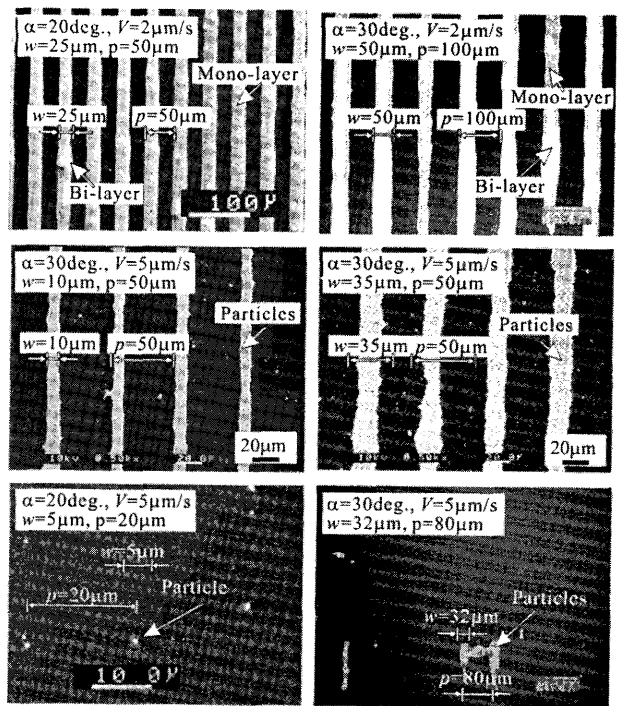 α=20deg., V=2μm/s
w=25μm, p=50μm
Mono-layer
w=25μm
p=50μm
Bi-layer
100μ
α=30deg., V=2μm/s
w=50μm, p=100μm
Mono-layer
w=50μm
p=100μm
Bi-layer
α=30deg., V=5μm/s
w=10μm, p=50μm
Particles
w=10μm
p=50μm
20μm
α=30deg., V=5μm/s
w=35μm, p=50μm
Particles
w=35μm
p=50μm
20μm
α=20deg., V=5μm/s
w=5μm, p=20μm
w=5μm
p=20μm
Particle
10.0μ
α=30deg., V=5μm/s
w=32μm, p=80μm
Particles
w=32μm
p=80μm